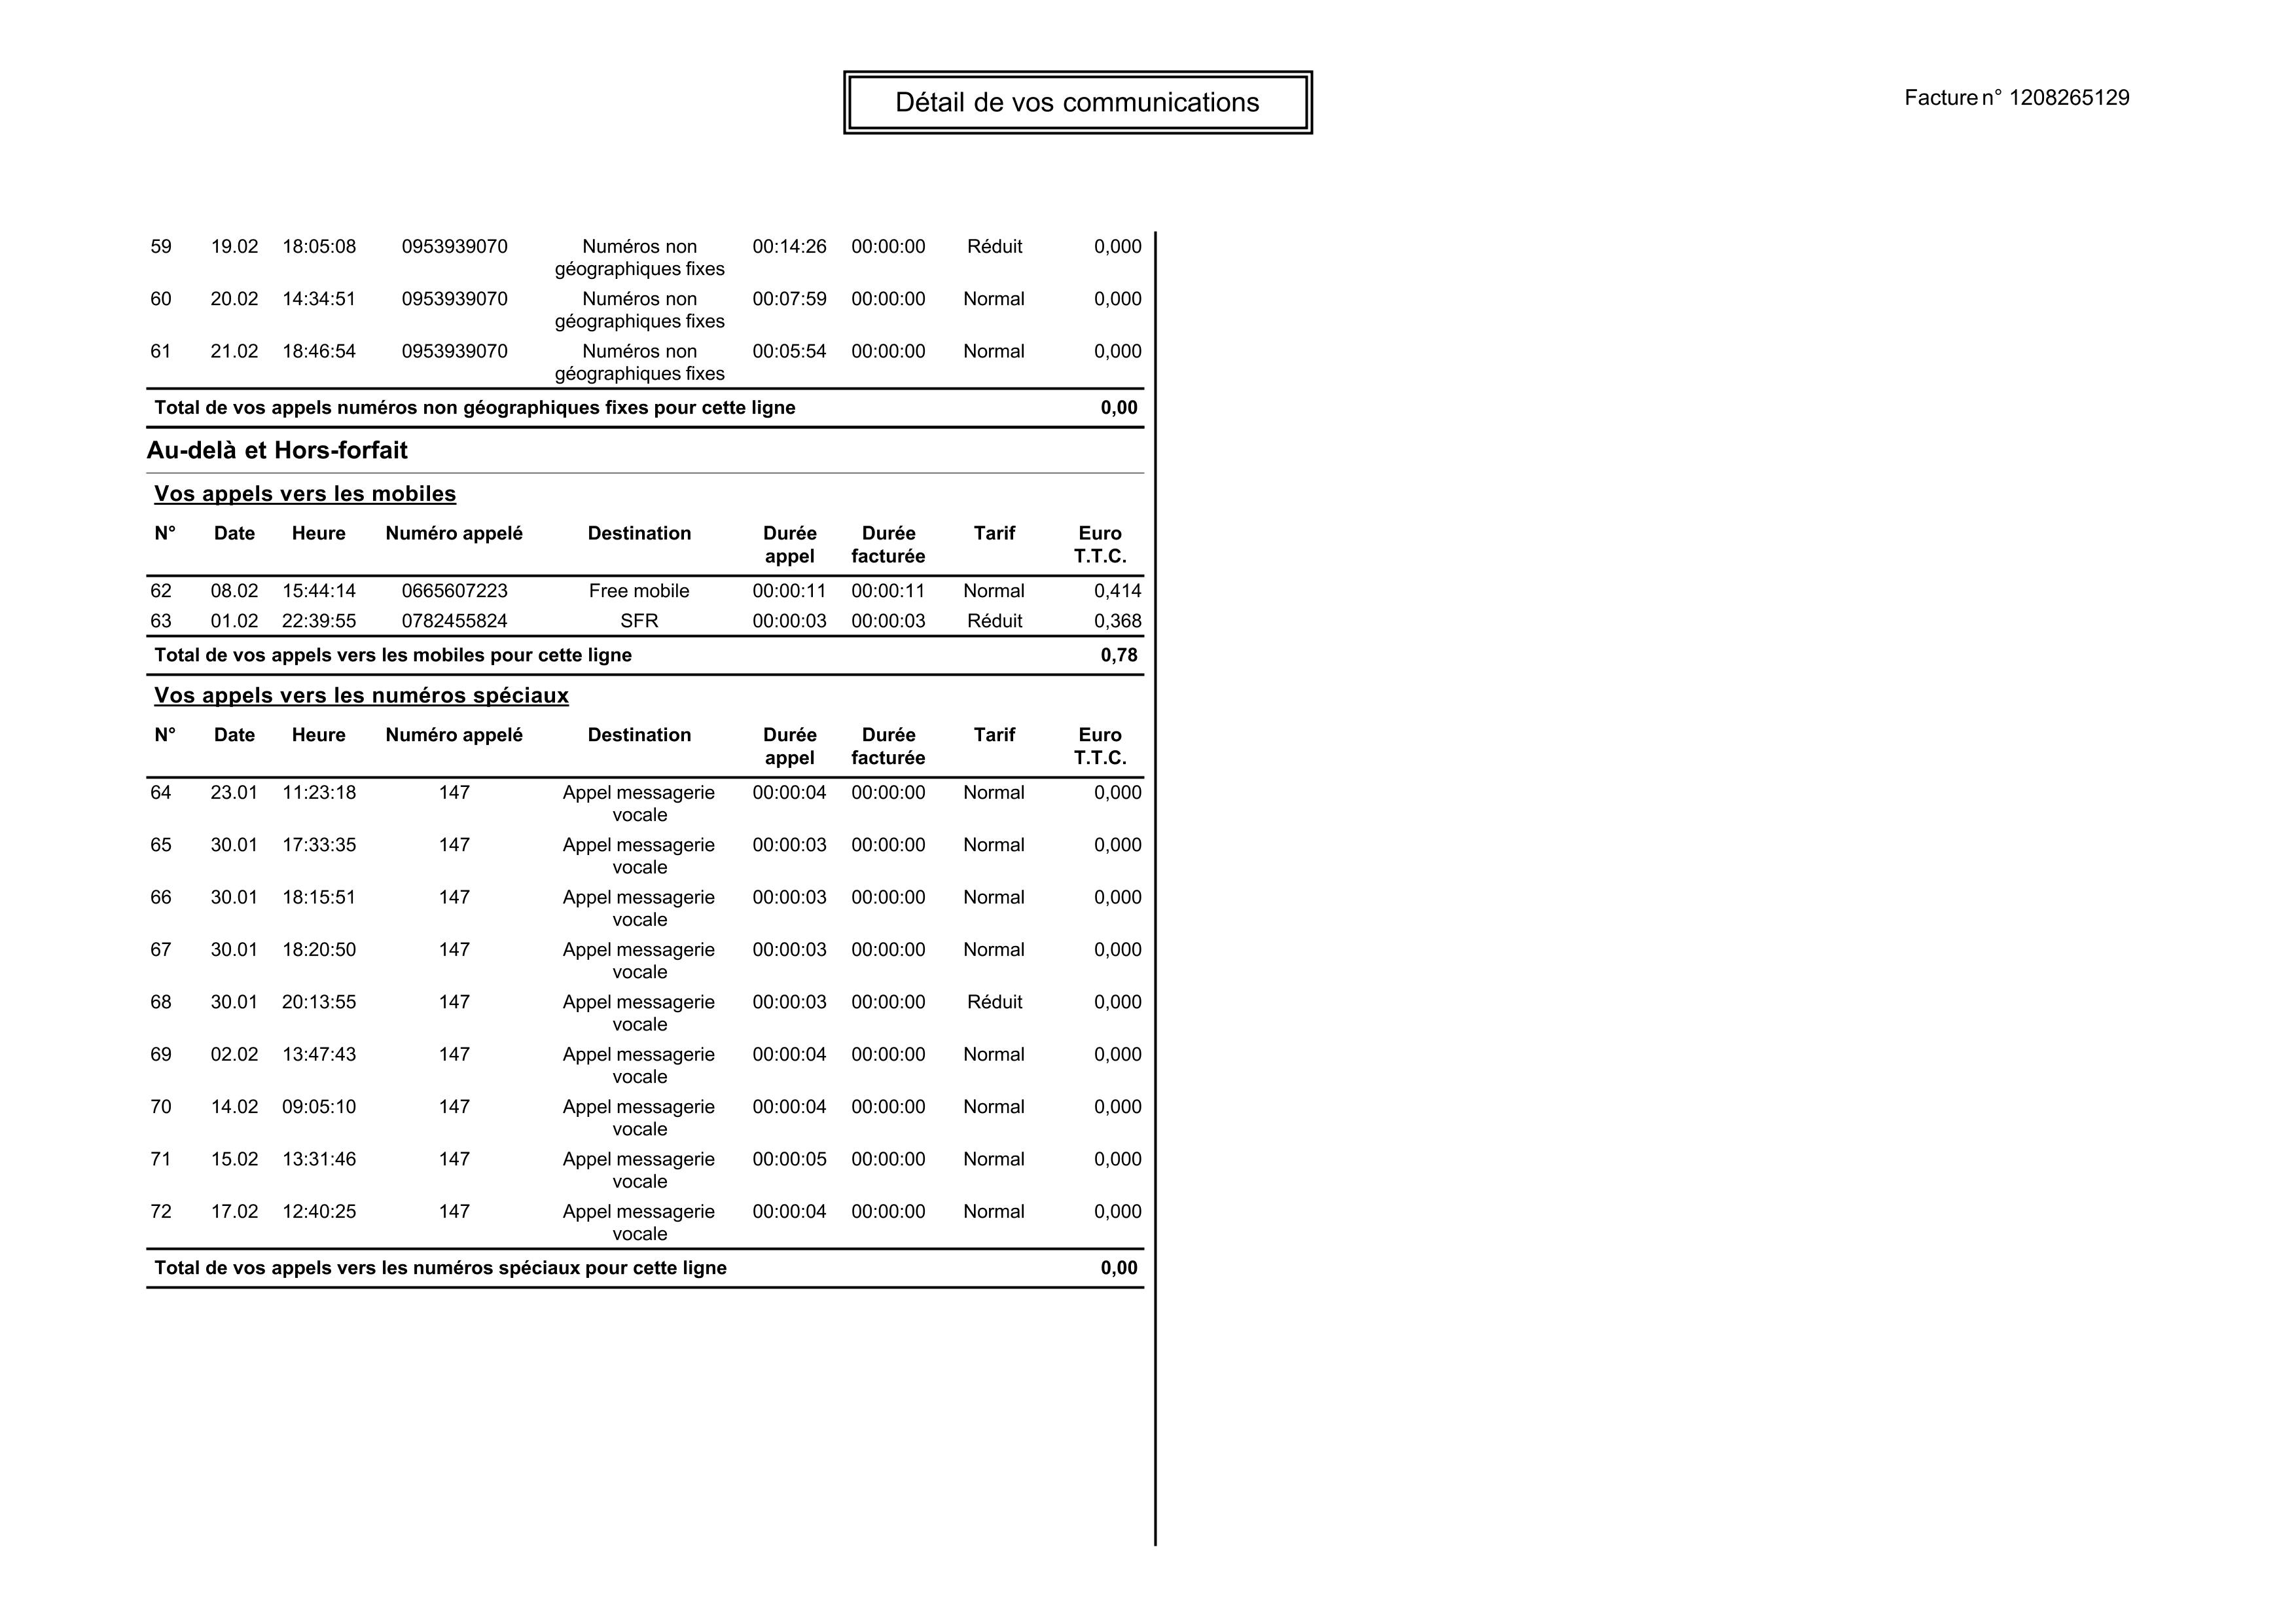 Détail de vos communications
Facture n° 1208265129
59 19.02 18:05:08 0953939070 Numéros non 00:14:26 00:00:00 Réduit 0,000
géographiques fixes
60 20.02 14:34:51 0953939070 Numéros non 00:07:59 00:00:00 Normal 0,000
géographiques fixes
61 21.02 18:46:54 0953939070 Numéros non 00:05:54 00:00:00 Normal 0,000
géographiques fixes
Total de vos appels numéros non géographiques fixes pour cette ligne 0,00
Au-delà et Hors-forfait
Vos appels vers les mobiles
N° Date Heure Numéro appelé Destination Durée Durée Tarif Euro
appel facturée T.T.C.
62 08.02 15:44:14 0665607223 Free mobile 00:00:11 00:00:11 Normal 0,414
63 01.02 22:39:55 0782455824 SFR 00:00:03 00:00:03 Réduit 0,368
Total de vos appels vers les mobiles pour cette ligne 0,78
Vos appels vers les numéros spéciaux
N° Date Heure Numéro appelé Destination Durée Durée Tarif Euro
appel facturée T.T.C.
64 23.01 11:23:18 147 Appel messagerie 00:00:04 00:00:00 Normal 0,000
vocale
65 30.01 17:33:35 147 Appel messagerie 00:00:03 00:00:00 Normal 0,000
vocale
66 30.01 18:15:51 147 Appel messagerie 00:00:03 00:00:00 Normal 0,000
vocale
67 30.01 18:20:50 147 Appel messagerie 00:00:03 00:00:00 Normal 0,000
vocale
68 30.01 20:13:55 147 Appel messagerie 00:00:03 00:00:00 Réduit 0,000
vocale
69 02.02 13:47:43 147 Appel messagerie 00:00:04 00:00:00 Normal 0,000
vocale
70 14.02 09:05:10 147 Appel messagerie 00:00:04 00:00:00 Normal 0,000
vocale
71 15.02 13:31:46 147 Appel messagerie 00:00:05 00:00:00 Normal 0,000
vocale
72 17.02 12:40:25 147 Appel messagerie 00:00:04 00:00:00 Normal 0,000
vocale
Total de vos appels vers les numéros spéciaux pour cette ligne 0,00